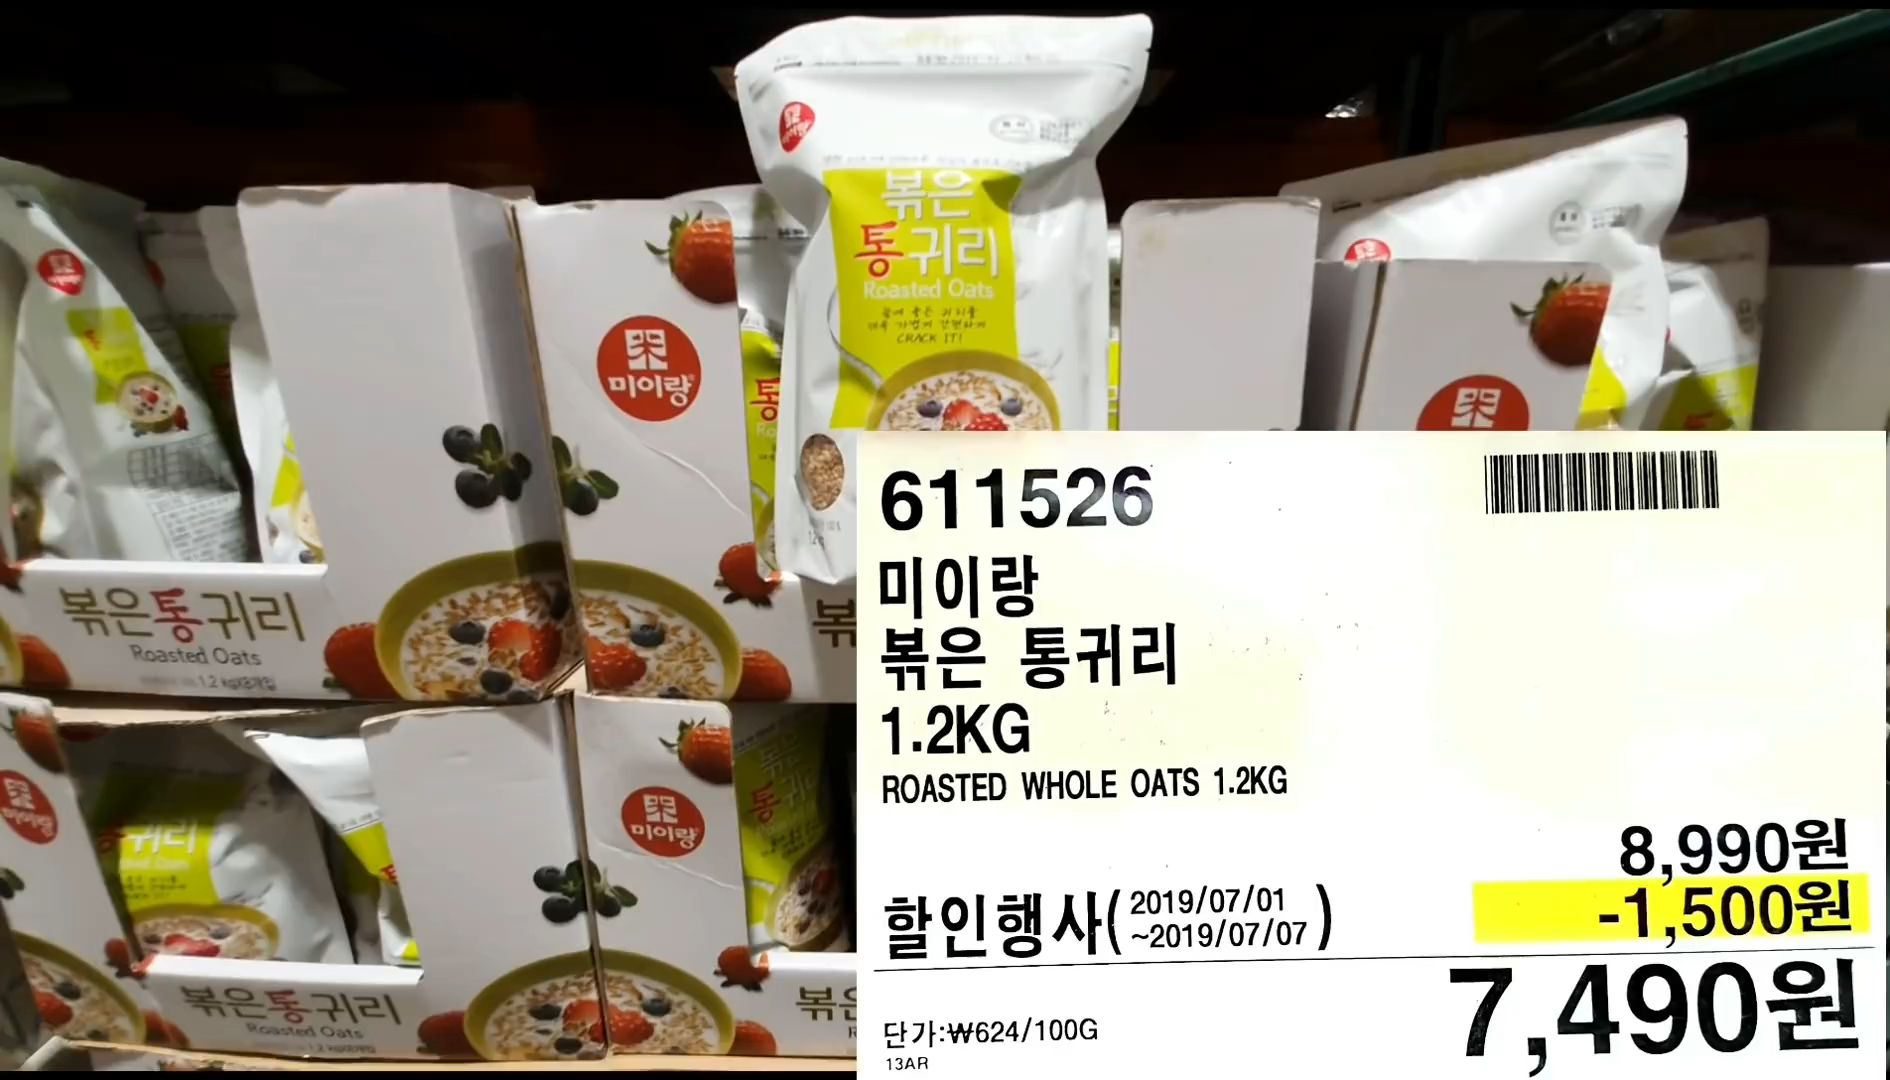 볶은
통귀리
Roasted Oats
CRACK IT!
미이랑
볶은통귀리
Roasted Oats
1.2 kg
미이랑
볶은통귀리
Roasted Oats
611526
미이랑
볶은 통귀리
1.2KG
ROASTED WHOLE OATS 1.2KG
8,990원
할인행사(2019/07/01
~2019/07/07)
-1,500원
7,490원
단가:₩624/100G
13AR